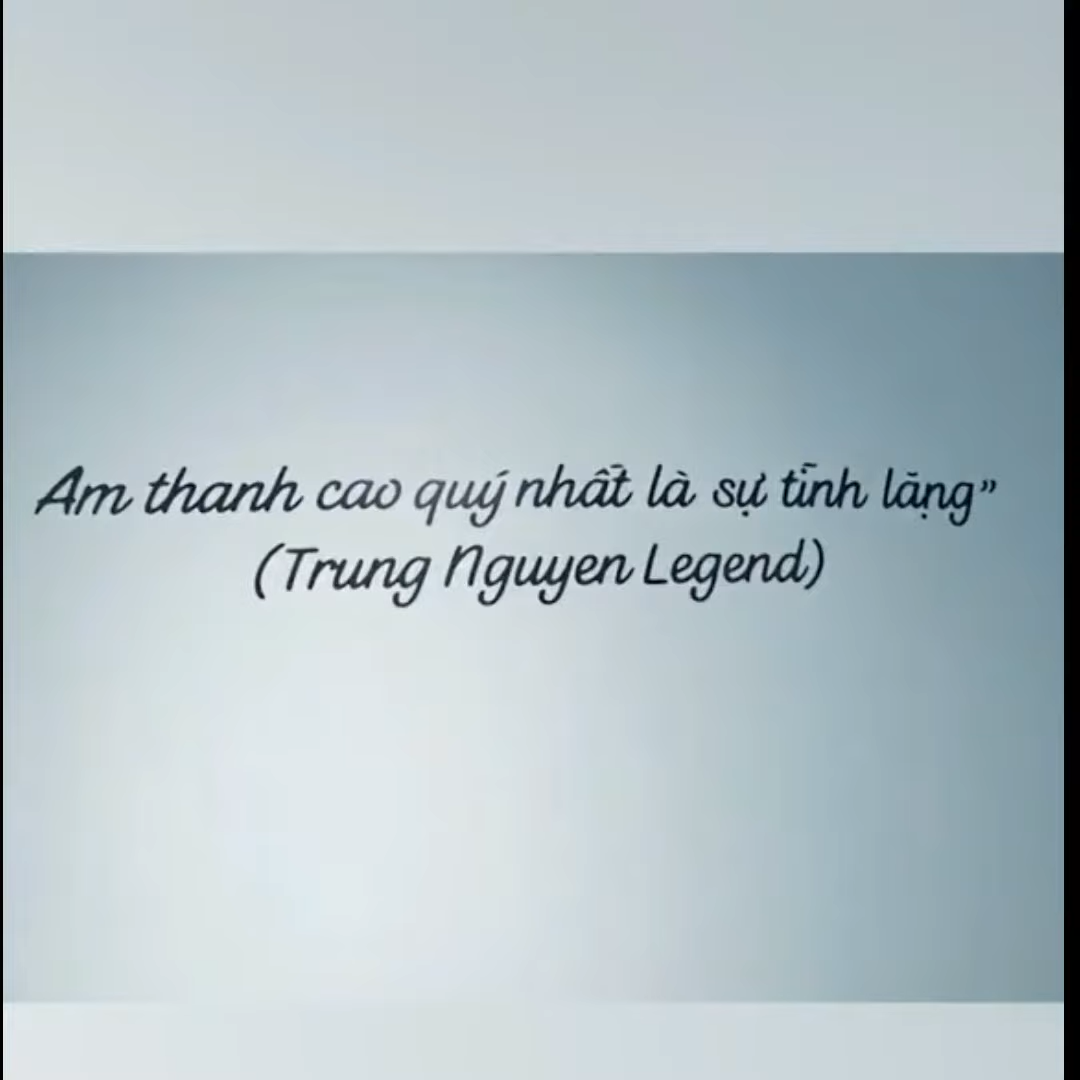 Am thanh cao quý nhất là sự tĩnh lặng”
(Trung Nguyen Legend)